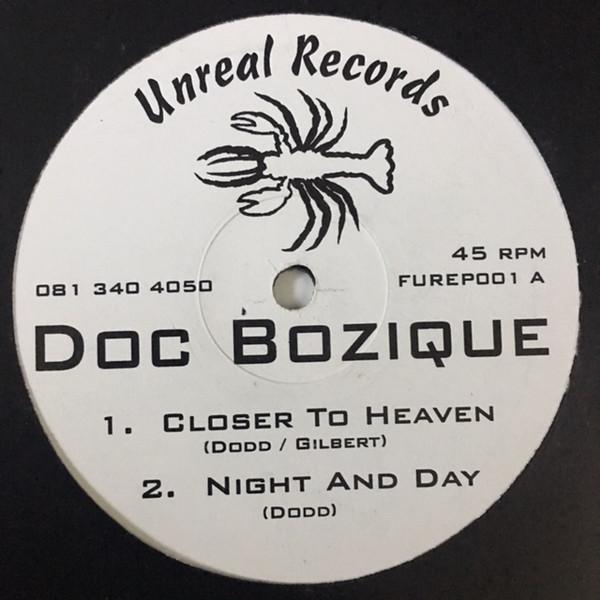 Unreal Records
45 RPM
081 340 4050
FUREP001 A
DOC BOZIQUE
1. CLOSER TO HEAVEN
(DODD / GILBERT)
2. NIGHT AND DAY
(DODD)